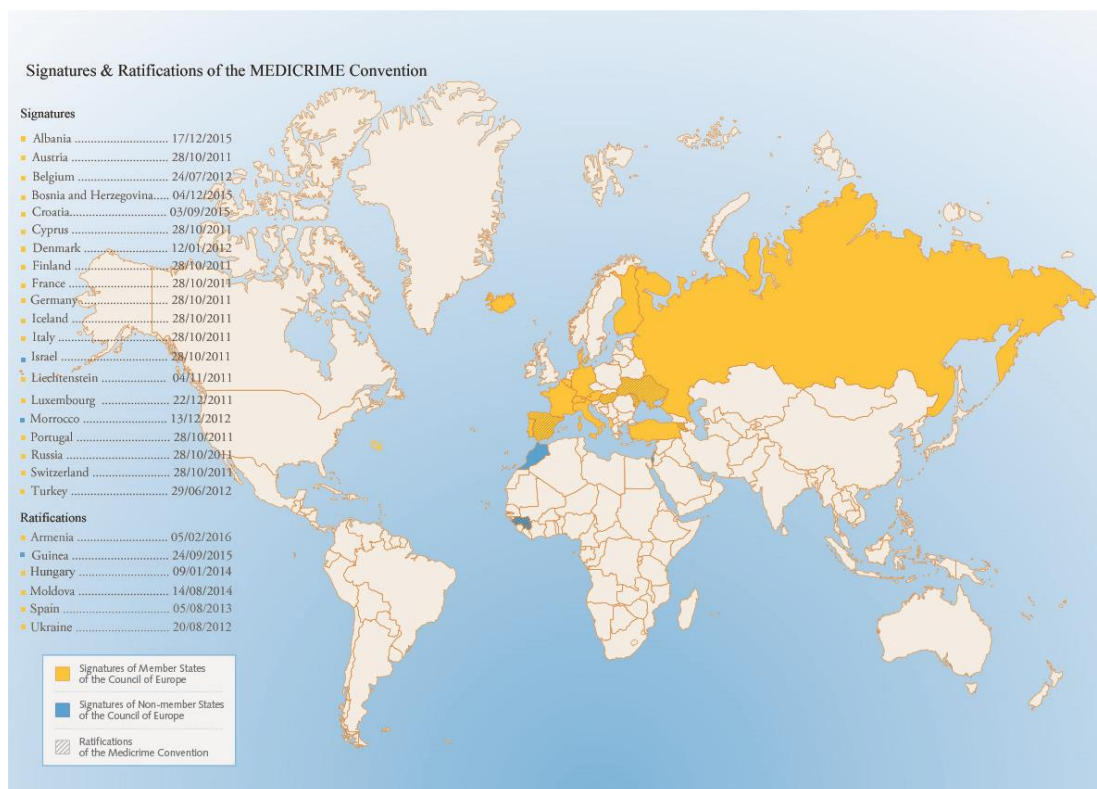 Signatures & Ratifications of the MEDICRIME Convention
Signatures
Albania ........................... 17/12/2015
Austria ............................ 28/10/2011
Belgium .......................... 24/07/2012
Bosnia and Herzegovina..... 04/12/2015
Croatia............................. 03/09/2015
Cyprus ............................ 28/10/2011
Denmark ......................... 12/01/2012
Finland ........................... 28/10/2011
France ............................. 28/10/2011
Germany ......................... 28/10/2011
Iceland ............................ 28/10/2011
Italy ................................ 28/10/2011
Israel ............................... 28/10/2011
Liechtenstein ................... 04/11/2011
Luxembourg .................... 22/12/2011
Morrocco ........................ 13/12/2012
Portugal .......................... 28/10/2011
Russia .............................. 28/10/2011
Switzerland ..................... 28/10/2011
Turkey ............................ 29/06/2012
Ratifications
Armenia .......................... 05/02/2016
Guinea ............................ 24/09/2015
Hungary .......................... 09/01/2014
Moldova .......................... 14/08/2014
Spain ............................... 05/08/2013
Ukraine ........................... 20/08/2012
Signatures of Member States
of the Council of Europe
Signatures of Non-member States
of the Council of Europe
Ratifications
of the Medicrime Convention